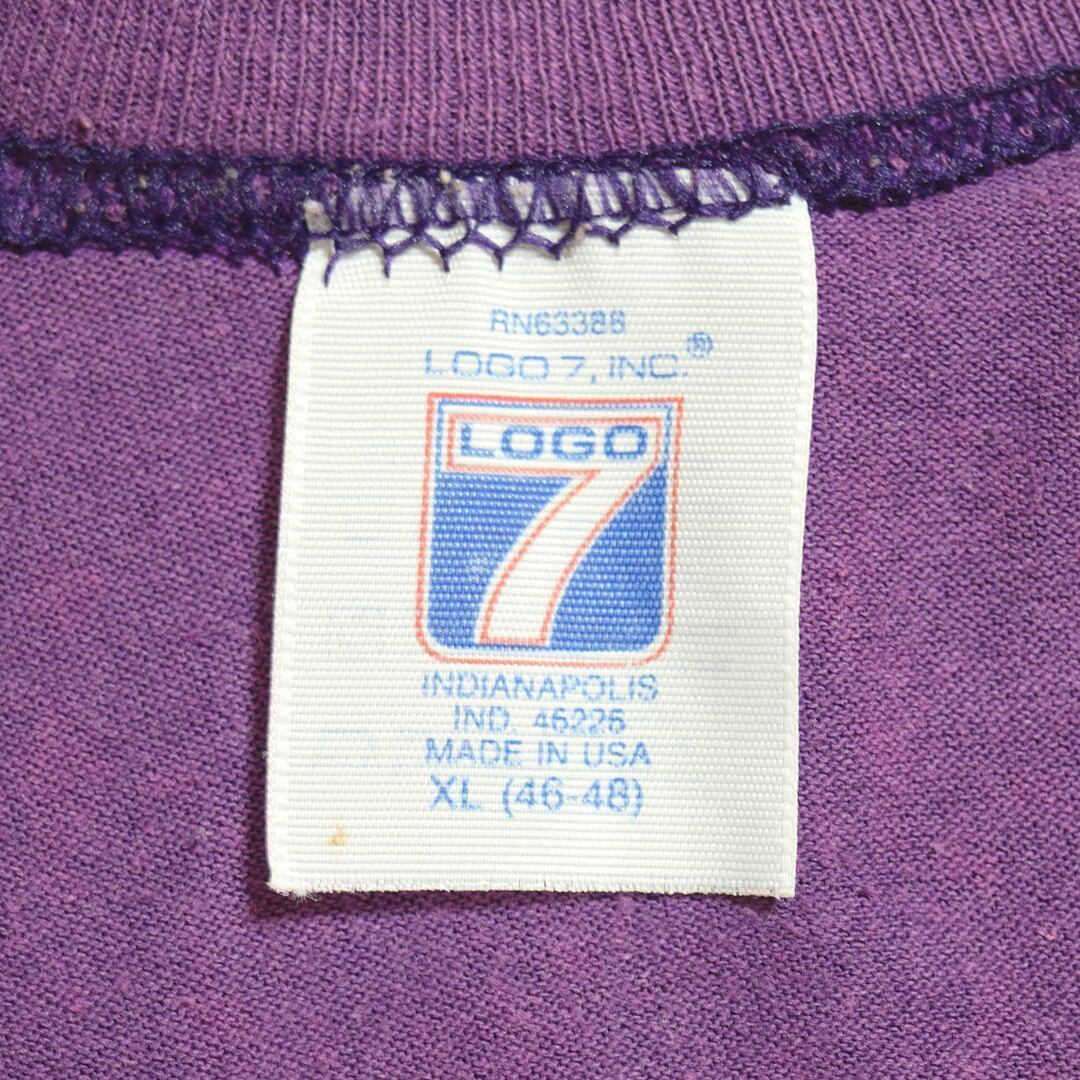 RN63388
LOGO 7, INC.®
LOGO
7
INDIANAPOLIS
IND. 46226
MADE IN USA
XL (46-48)